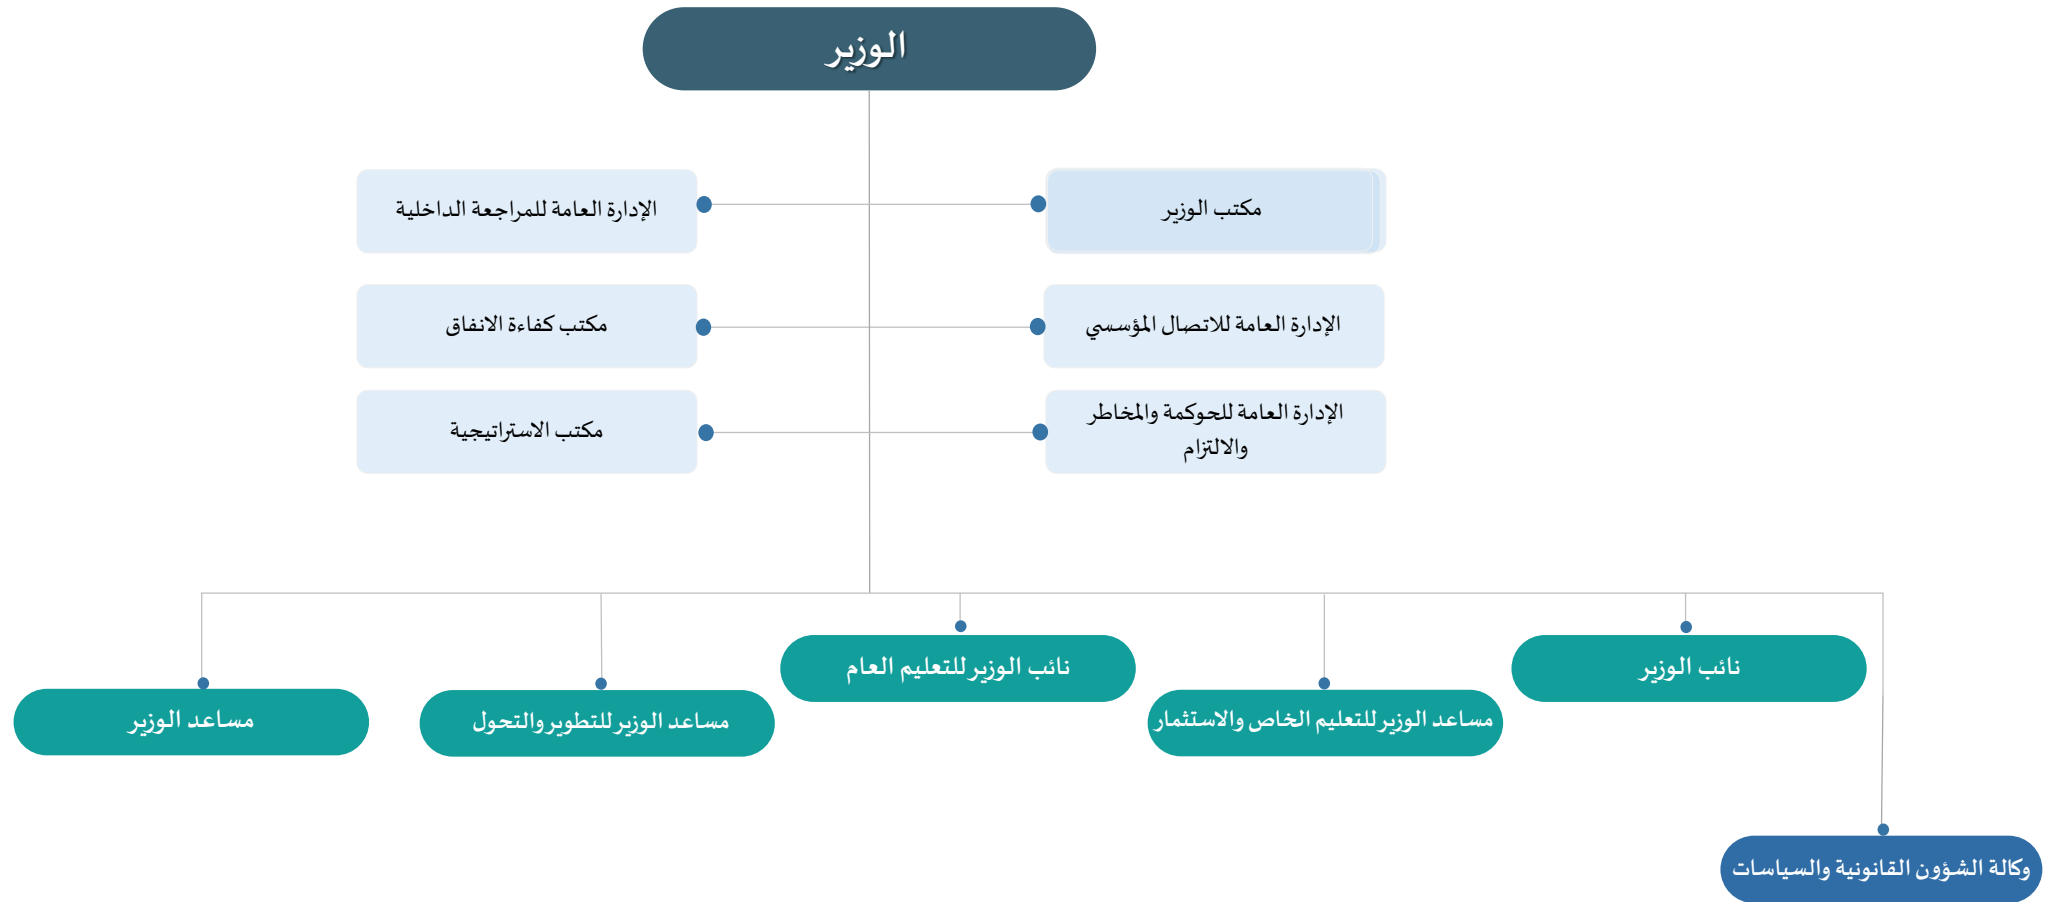 الوزير
مكتب الوزير
الإدارة العامة للمراجعة الداخلية
الإدارة العامة للاتصال المؤسسي
مكتب كفاءة الانفاق
الإدارة العامة للحوكمة والمخاطر
والالتزام
مكتب الاستراتيجية
نائب الوزير
نائب الوزير للتعليم العام
مساعد الوزير للتعليم الخاص والاستثمار
مساعد الوزير للتطوير والتحول
مساعد الوزير
وكالة الشؤون القانونية والسياسات